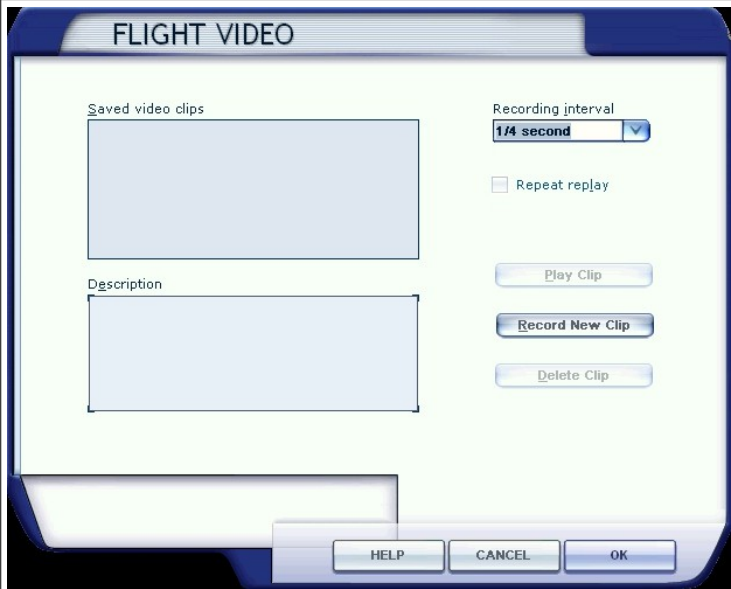 FLIGHT VIDEO
Saved video clips
Recording interval
1/4 second
Repeat replay
Play Clip
Description
Record New Clip
Delete Clip
HELP
CANCEL
OK